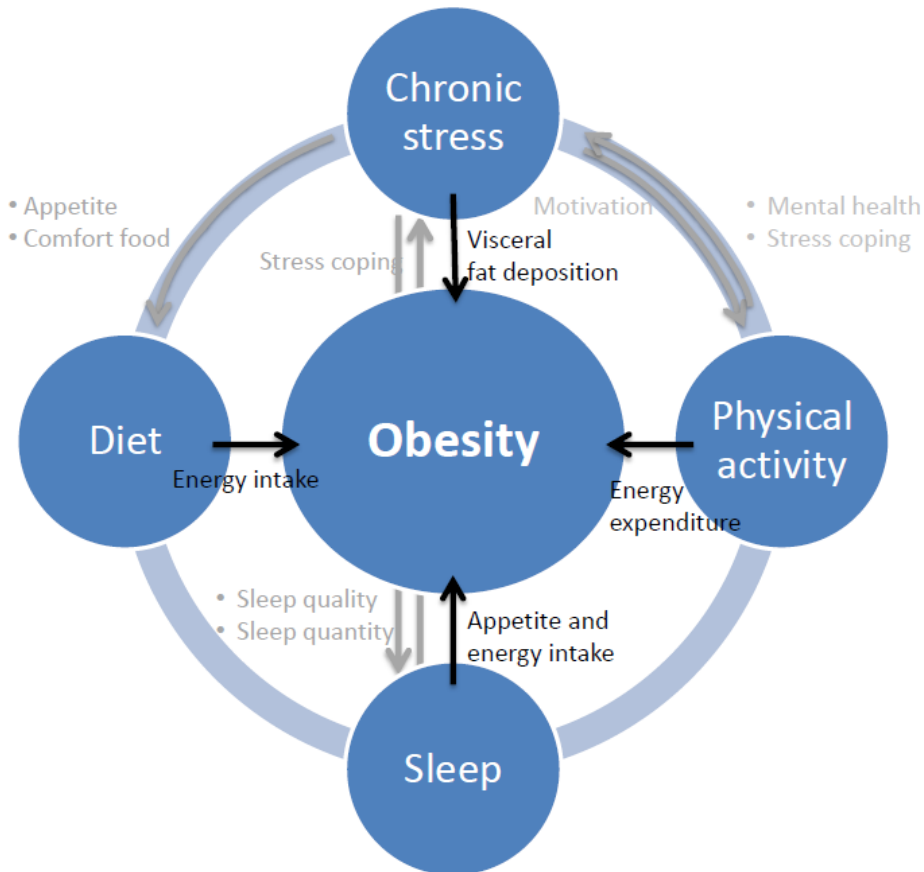 Chronic
stress
• Appetite
• Comfort food
Stress coping
Motivation
• Mental health
• Stress coping
Visceral
fat deposition
Diet
Energy intake
Obesity
Physical
activity
Energy
expenditure
• Sleep quality
• Sleep quantity
Appetite and
energy intake
Sleep